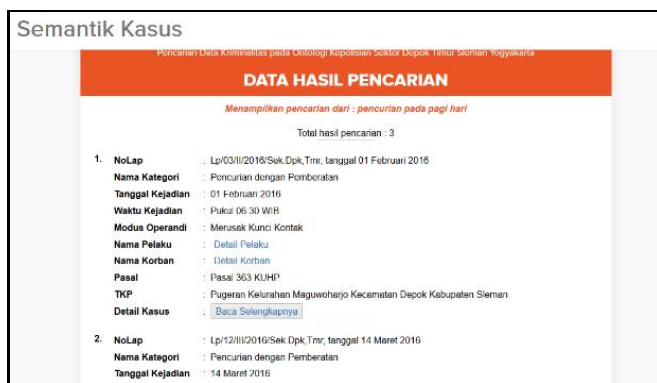 Semantik Kasus
Pencarian Data Kriminalitas pada Ontologi Kepolisian Sektor Depok Timur Sleman Yogyakarta
DATA HASIL PENCARIAN
Menampilkan pencarian dari : pencurian pada pagi hari
Total hasil pencarian : 3
1. NoLap : Lp/03/II/2016/Sek.Dpk,Tmr, tanggal 01 Februari 2016
Nama Kategori : Pencurian dengan Pemberatan
Tanggal Kejadian : 01 Februari 2016
Waktu Kejadian : Pukul 06 30 WIB
Modus Operandi : Merusak Kunci Kontak
Nama Pelaku : Detail Pelaku
Nama Korban : Detail Korban
Pasal : Pasal 363 KUHP
TKP : Pugeran Kelurahan Maguwoharjo Kecamatan Depok Kabupaten Sleman
Detail Kasus : Baca Selengkapnya
2. NoLap : Lp/12/III/2016/Sek Dpk,Tmr, tanggal 14 Maret 2016
Nama Kategori : Pencurian dengan Pemberatan
Tanggal Kejadian : 14 Maret 2016